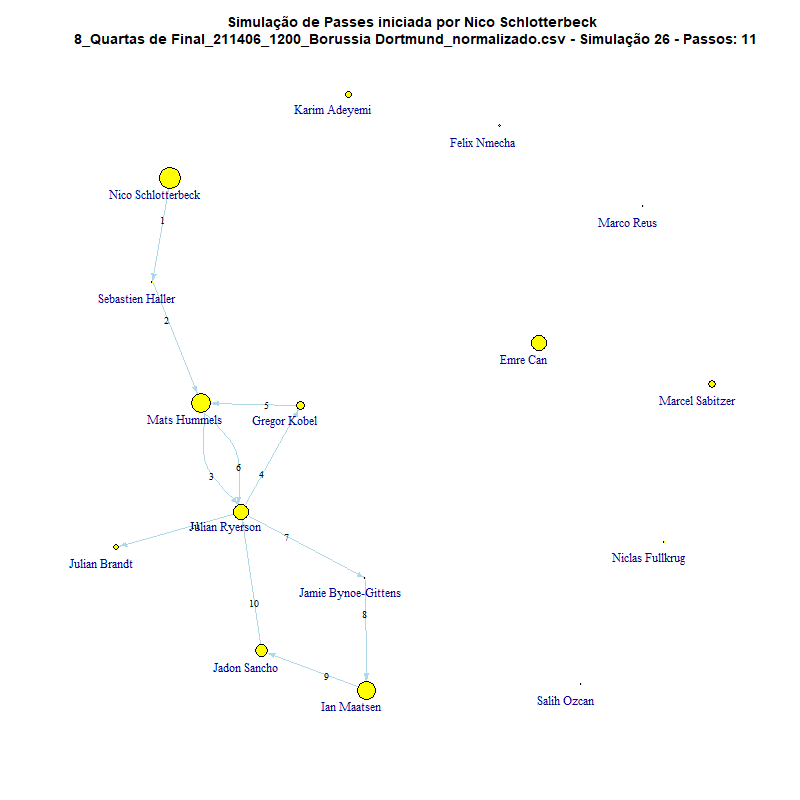 Simulação de Passes iniciada por Nico Schlotterbeck
8_Quartas de Final_211406_1200_Borussia Dortmund_normalizado.csv - Simulação 26 - Passos: 11
Karim Adeyemi
Felix Nmecha
Nico Schlotterbeck
Marco Reus
1
Sebastien Haller
2
Emre Can
Marcel Sabitzer
5
Mats Hummels
Gregor Kobel
6
4
3
11
Julian Ryerson
7
Julian Brandt
Niclas Fullkrug
Jamie Bynoe-Gittens
10
8
Jadon Sancho
9
Ian Maatsen
Salih Ozcan